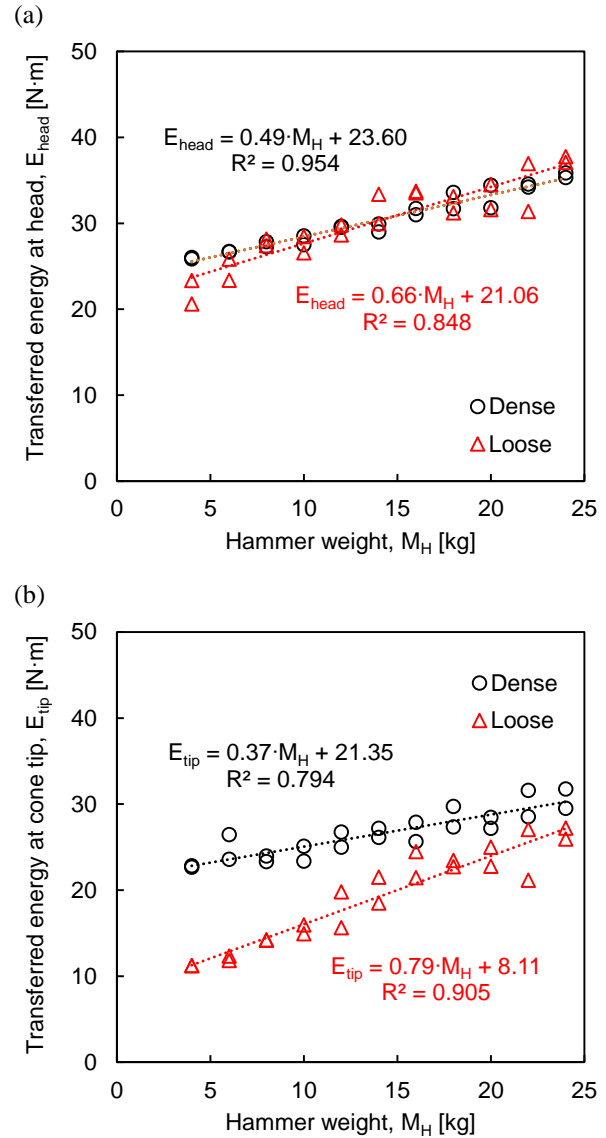 (a)
50
40
30
20
10
0
Transferred energy at head, E_head [N·m]
E_head = 0.49·M_H + 23.60
R² = 0.954
E_head = 0.66·M_H + 21.06
R² = 0.848
Dense
Loose
0 5 10 15 20 25
Hammer weight, M_H [kg]
(b)
50
40
30
20
10
0
Transferred energy at cone tip, E_tip [N·m]
Dense
Loose
E_tip = 0.37·M_H + 21.35
R² = 0.794
E_tip = 0.79·M_H + 8.11
R² = 0.905
0 5 10 15 20 25
Hammer weight, M_H [kg]